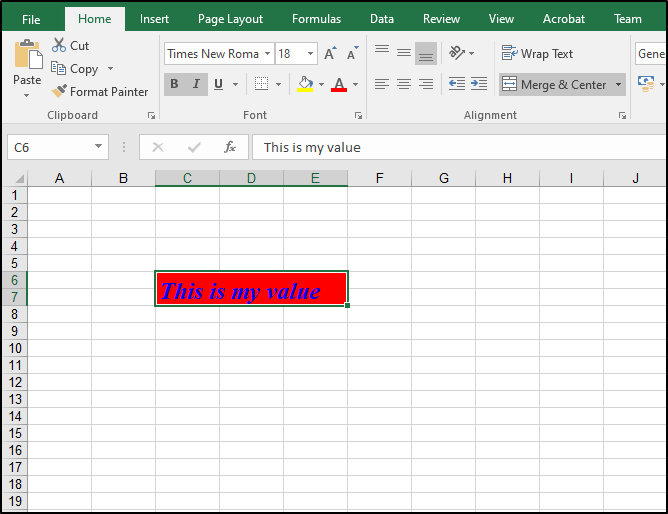 File Home Insert Page Layout Formulas Data Review View Acrobat Team
Paste
Cut
Copy
Format Painter
Clipboard
Times New Roma 18 A A
B I U A
Font
Wrap Text
Merge & Center
Alignment
Gene
C6 fx This is my value
A B C D E F G H I J
1
2
3
4
5
6
This is my value
7
8
9
10
11
12
13
14
15
16
17
18
19